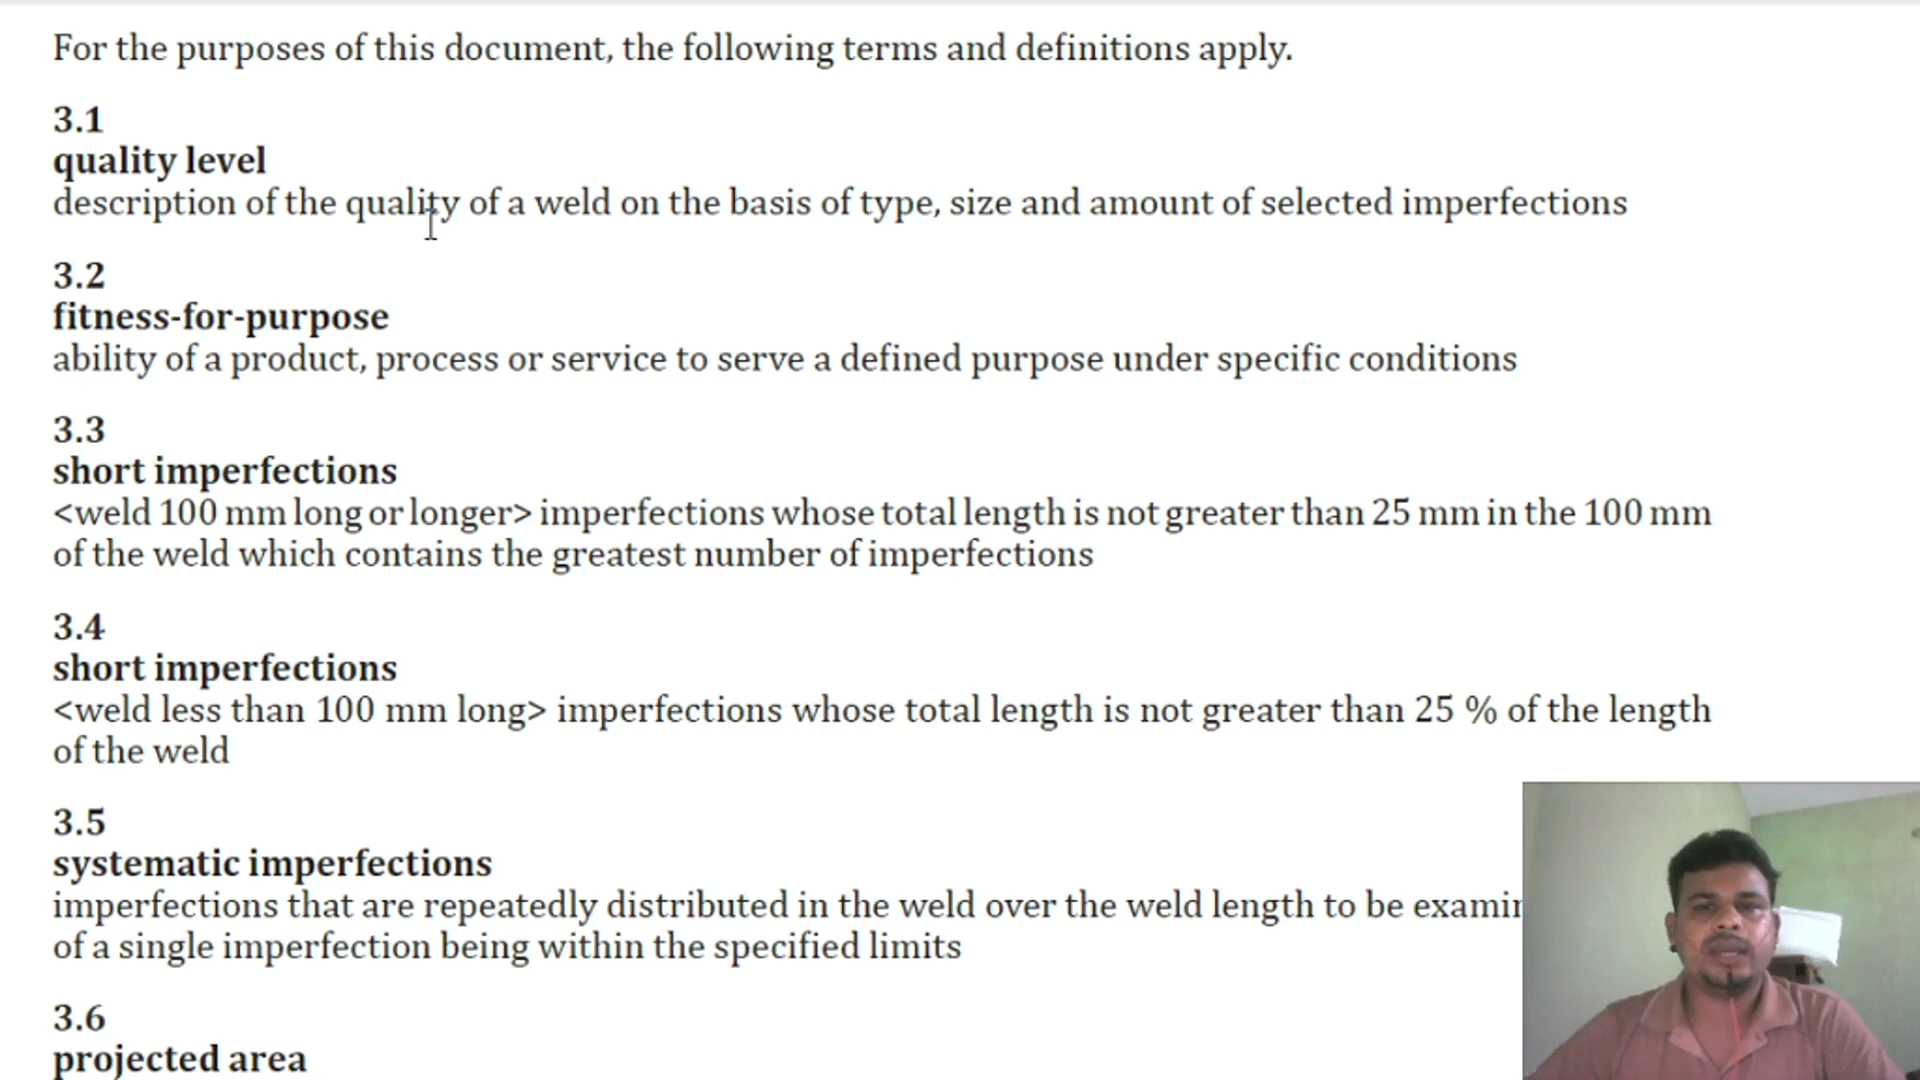 For the purposes of this document, the following terms and definitions apply.
3.1
quality level
description of the quality of a weld on the basis of type, size and amount of selected imperfections
3.2
fitness-for-purpose
ability of a product, process or service to serve a defined purpose under specific conditions
3.3
short imperfections
<weld 100 mm long or longer> imperfections whose total length is not greater than 25 mm in the 100 mm
of the weld which contains the greatest number of imperfections
3.4
short imperfections
<weld less than 100 mm long> imperfections whose total length is not greater than 25 % of the length
of the weld
3.5
systematic imperfections
imperfections that are repeatedly distributed in the weld over the weld length to be
of a single imperfection being within the specified limits
3.6
projected area